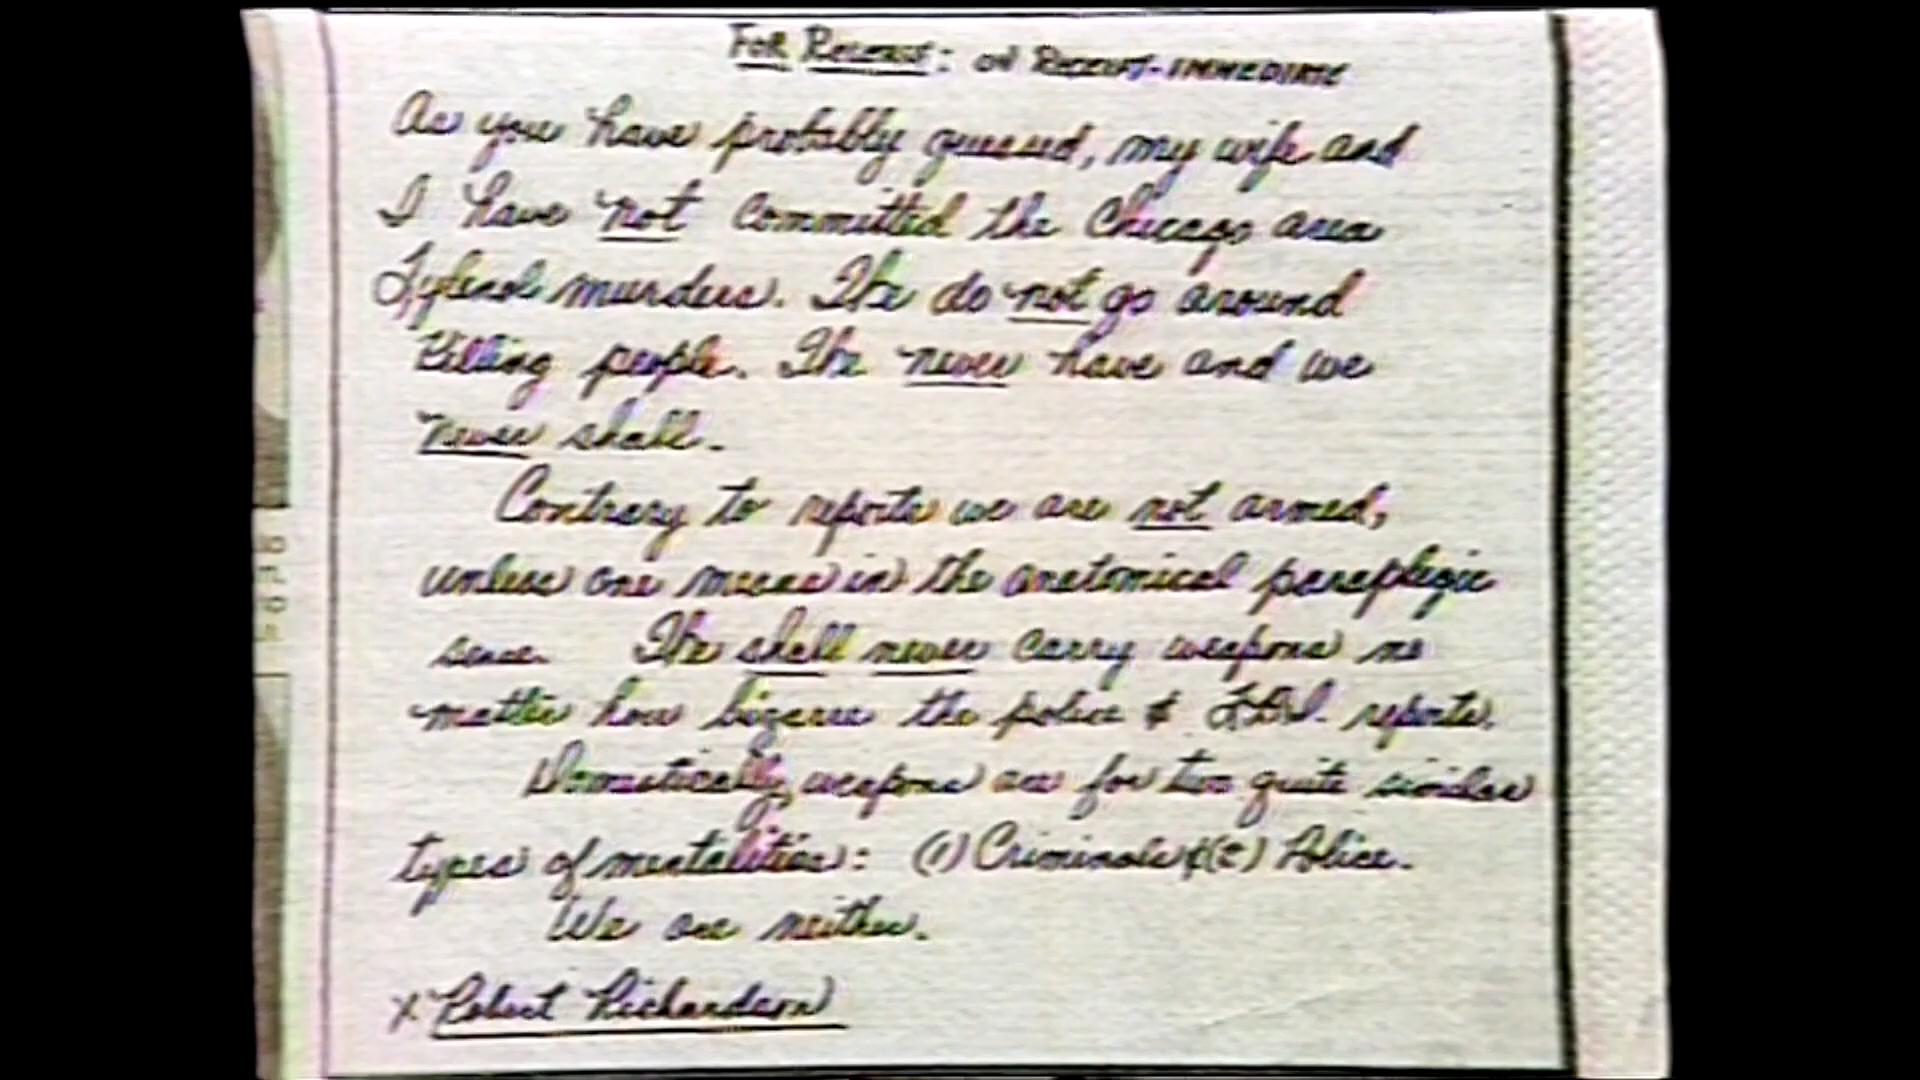 FOR RELEASE: ON RECEIPT-IMMEDIATE
As you have probably guessed, my wife and
I have not committed the Chicago area
Tylenol murders. We do not go around
killing people. We never have and we
never shall.
Contrary to reports we are not armed,
unless one means in the anatomical paraplegic
sense. We shall never carry weapons no
matter how bizarre the police & F.B.I. reports.
Domestically, weapons are for two quite similar
types of mentalities: (1) Criminals & (2) Police.
We are neither.
X Robert Richardson